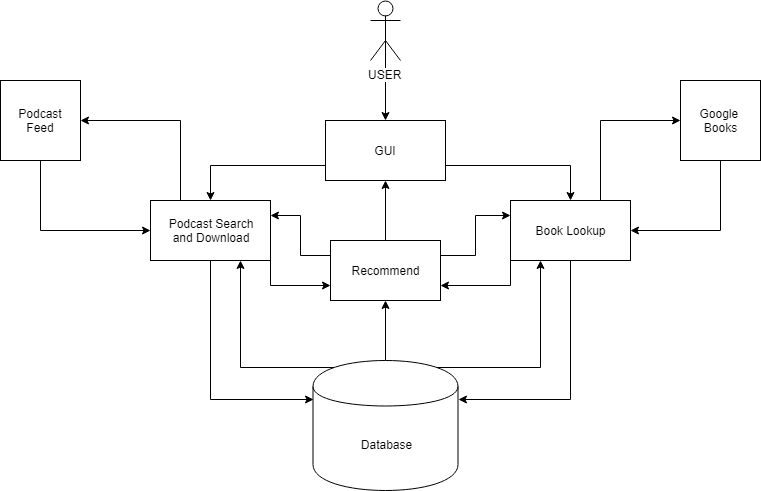 USER
Podcast
Feed
Google
Books
GUI
Podcast Search
and Download
Book Lookup
Recommend
Database